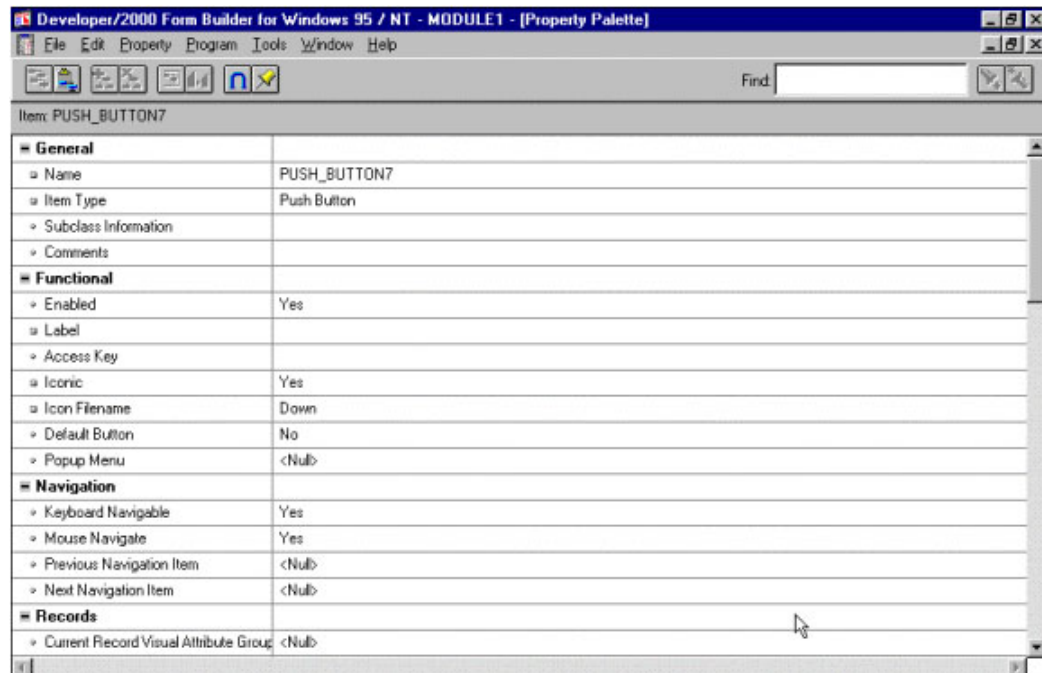 Developer/2000 Form Builder for Windows 95 / NT - MODULE1 - [Property Palette]
File Edit Property Program Tools Window Help
Find:
Item: PUSH_BUTTON7
General
Name PUSH_BUTTON7
Item Type Push Button
Subclass Information
Comments
Functional
Enabled Yes
Label
Access Key
Iconic Yes
Icon Filename Down
Default Button No
Popup Menu <Null>
Navigation
Keyboard Navigable Yes
Mouse Navigate Yes
Previous Navigation Item <Null>
Next Navigation Item <Null>
Records
Current Record Visual Attribute Group <Null>